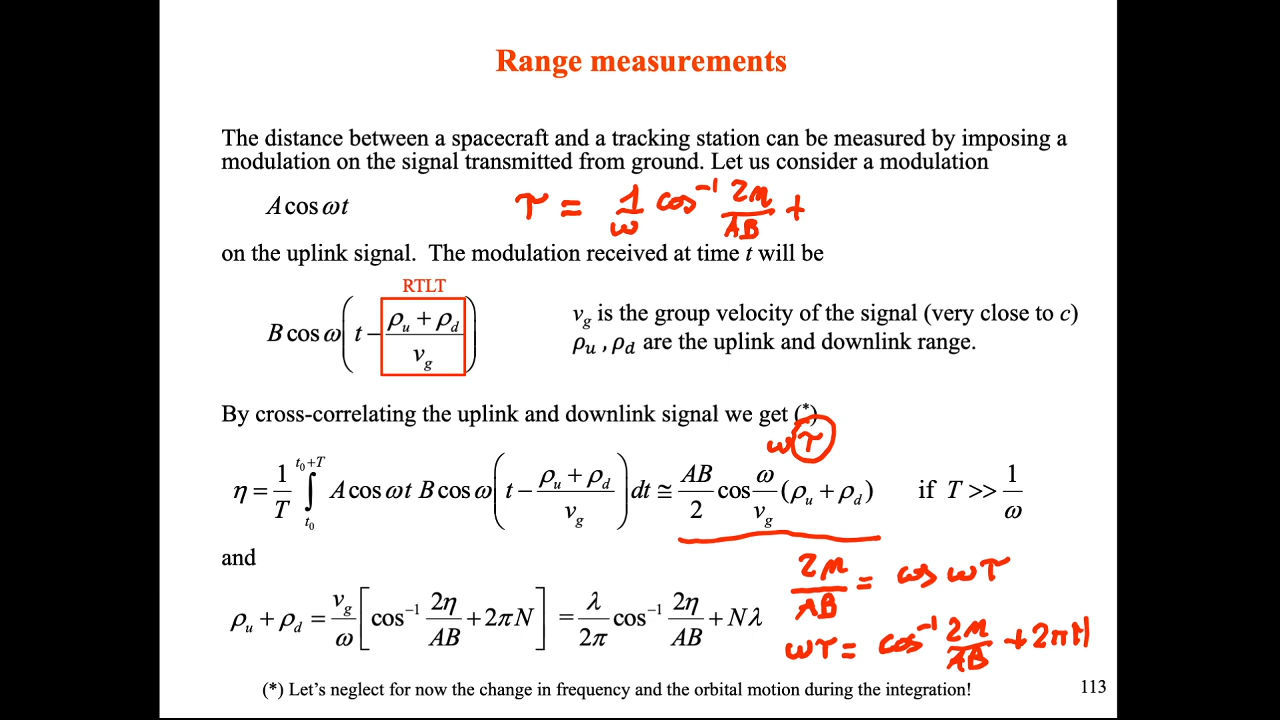 Range measurements
The distance between a spacecraft and a tracking station can be measured by imposing a
modulation on the signal transmitted from ground. Let us consider a modulation
A cos ωt
τ = 1/ω cos⁻¹ 2η/AB +
on the uplink signal. The modulation received at time t will be
RTLT
B cos ω( t − (ρu + ρd)/vg )
vg is the group velocity of the signal (very close to c)
ρu , ρd are the uplink and downlink range.
By cross-correlating the uplink and downlink signal we get (*)
ωτ
η = 1/T ∫_{t0}^{t0+T} A cos ωt B cos ω( t − (ρu + ρd)/vg ) dt ≅ AB/2 cos ω/vg (ρu + ρd) if T >> 1/ω
and
2η/AB = cos ωτ
ρu + ρd = vg/ω [ cos⁻¹ 2η/AB + 2πN ] = λ/2π cos⁻¹ 2η/AB + Nλ
ωτ = cos⁻¹ 2η/AB + 2πN
(*) Let’s neglect for now the change in frequency and the orbital motion during the integration!
113